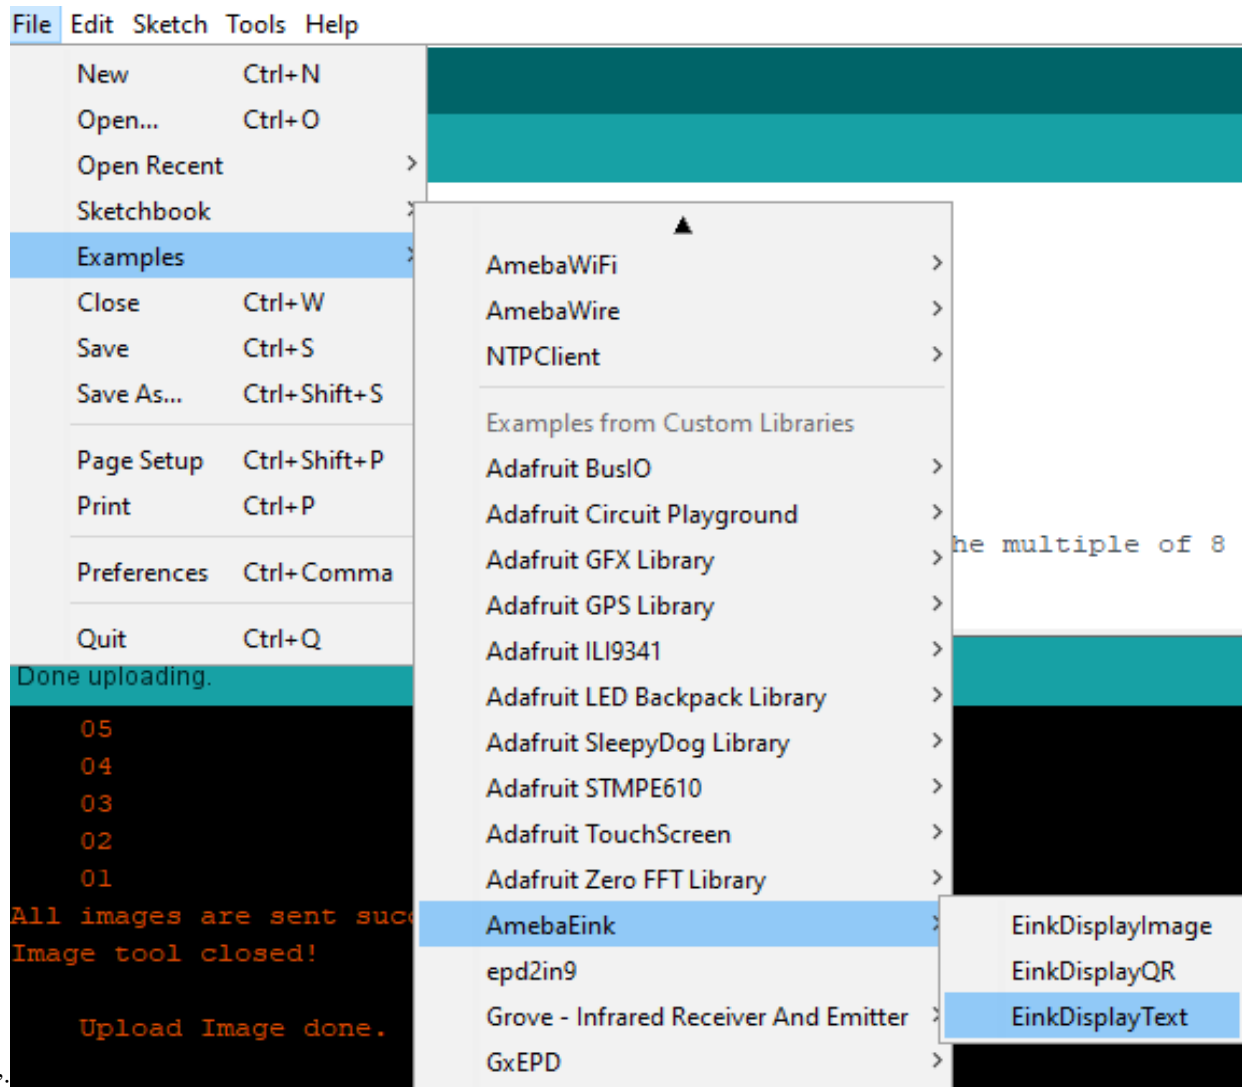 File Edit Sketch Tools Help
New Ctrl+N
Open... Ctrl+O
Open Recent
Sketchbook
Examples
Close Ctrl+W
Save Ctrl+S
Save As... Ctrl+Shift+S
Page Setup Ctrl+Shift+P
Print Ctrl+P
Preferences Ctrl+Comma
Quit Ctrl+Q
AmebaWiFi
AmebaWire
NTPClient
Examples from Custom Libraries
Adafruit BusIO
Adafruit Circuit Playground
Adafruit GFX Library
Adafruit GPS Library
Adafruit ILI9341
Adafruit LED Backpack Library
Adafruit SleepyDog Library
Adafruit STMPE610
Adafruit TouchScreen
Adafruit Zero FFT Library
AmebaEink
epd2in9
Grove - Infrared Receiver And Emitter
GxEPD
EinkDisplayImage
EinkDisplayQR
EinkDisplayText
he multiple of 8
Done uploading.
05
04
03
02
01
All images are sent succ
Image tool closed!
Upload Image done.